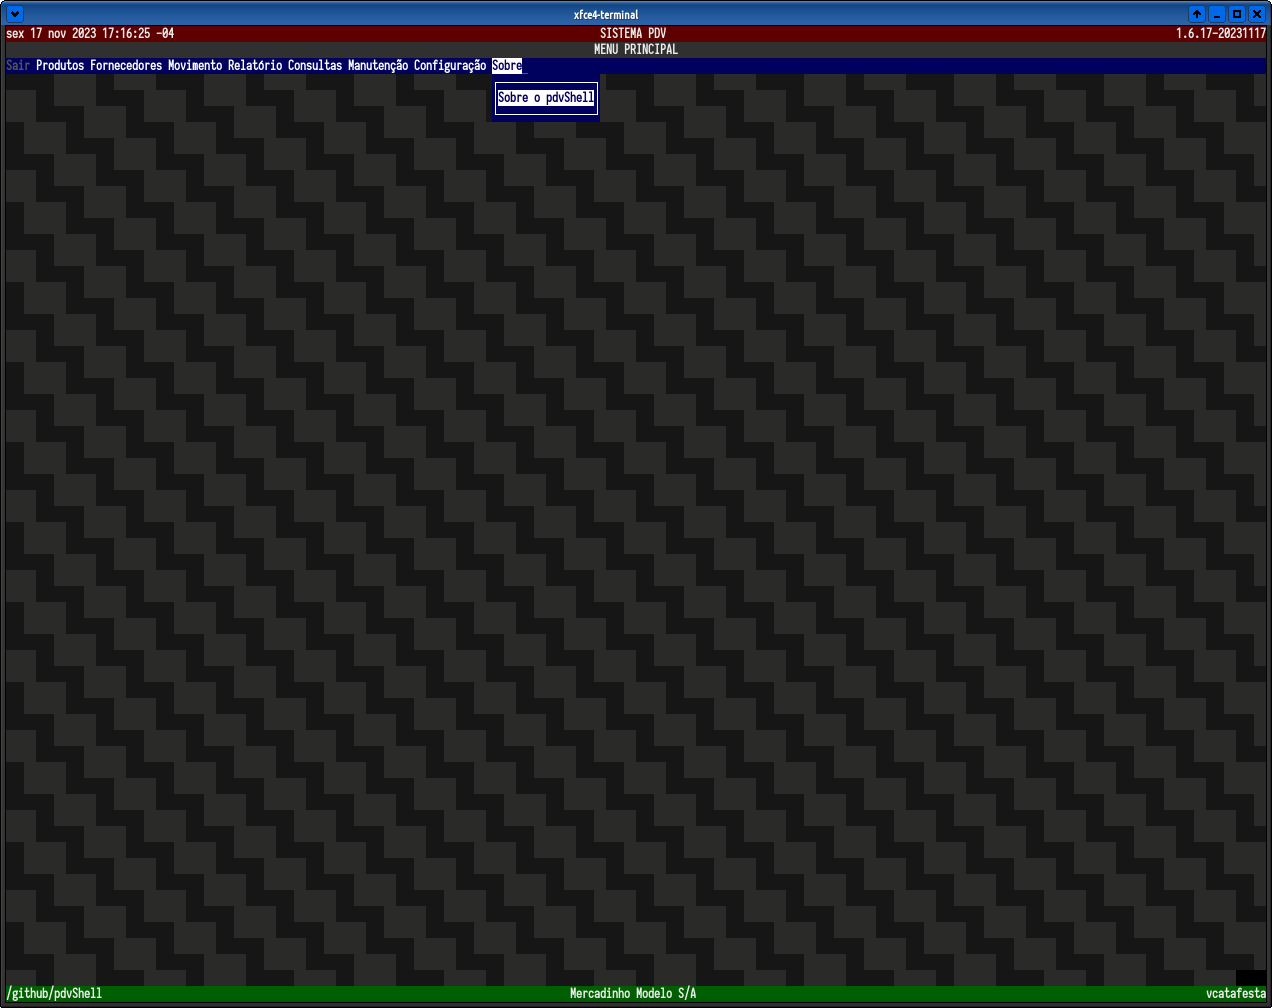 xfce4-terminal
sex 17 nov 2023 17:16:25 -04 SISTEMA PDV 1.6.17-20231117
MENU PRINCIPAL
Sair Produtos Fornecedores Movimento Relatório Consultas Manutenção Configuração Sobre
Sobre o pdvShell
/github/pdvShell Mercadinho Modelo S/A vcatafesta